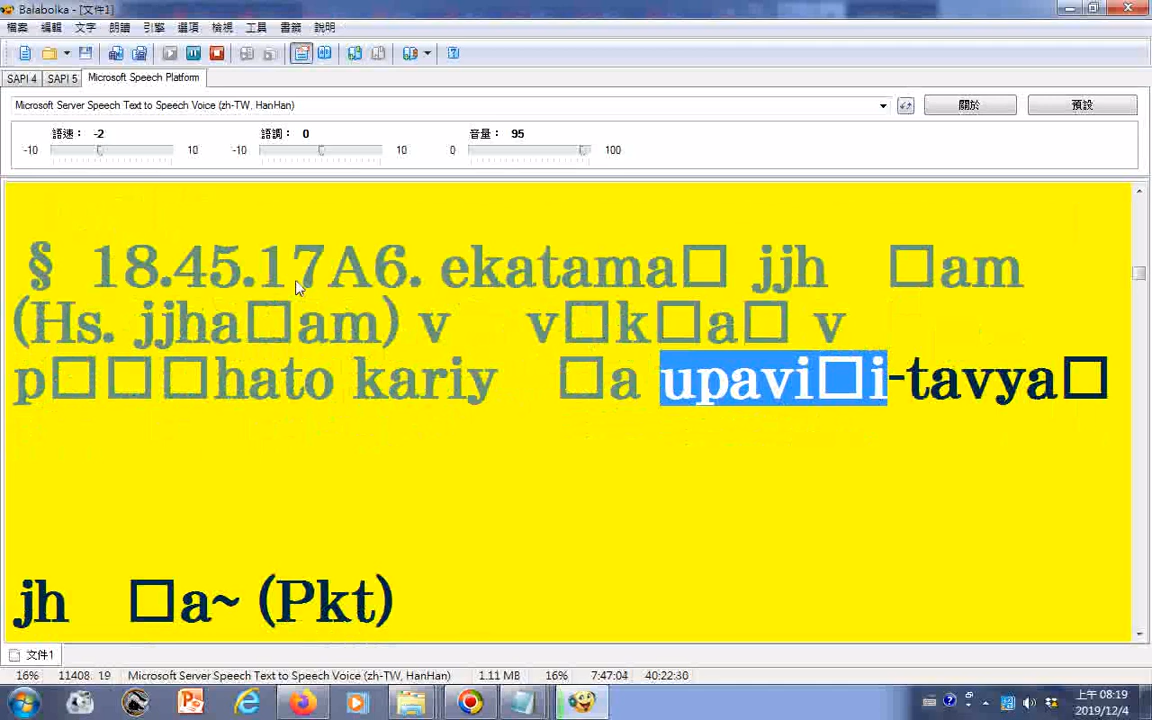 Balabolka - [文件1]
檔案 編輯 文字 朗讀 引擎 選項 檢視 工具 書籤 說明
SAPI 4 SAPI 5 Microsoft Speech Platform
Microsoft Server Speech Text to Speech Voice (zh-TW, HanHan) 關於 預設
語速： -2 語調： 0 音量： 95
-10 10 -10 10 0 100
§ 18.45.17A6. ekatama□ jjh □am
(Hs. jjha□am) v v□k□a□ v
p□□□hato kariy □a upavi□i-tavya□
jh □a~ (Pkt)
文件1
16% 11408. 19 Microsoft Server Speech Text to Speech Voice (zh-TW, HanHan) 1.11 MB 16% 7:47:04 40:22:30
上午 08:19
2019/12/4